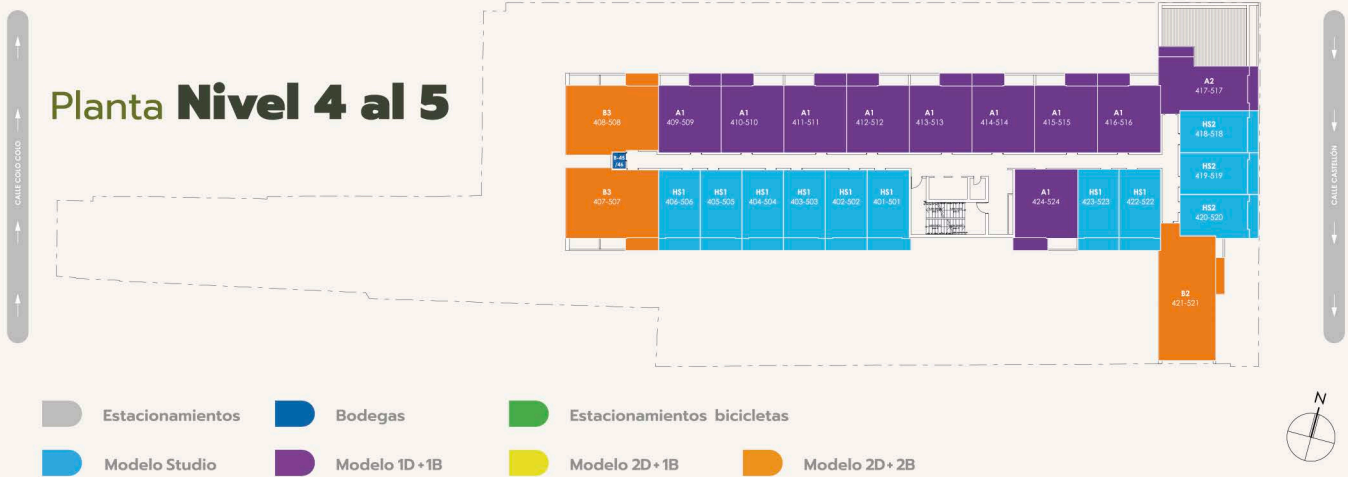 Planta Nivel 4 al 5
CALLE COLO COLO
CALLE CASTELLÓN
A2
417-517
B3
408-508
A1
409-509
A1
410-510
A1
411-511
A1
412-512
A1
413-513
A1
414-514
A1
415-515
A1
416-516
HS2
418-518
B-45
/46
HS2
419-519
B3
407-507
HS1
406-506
HS1
405-505
HS1
404-504
HS1
403-503
HS1
402-502
HS1
401-501
A1
424-524
HS1
423-523
HS1
422-522
HS2
420-520
B2
421-521
Estacionamientos
Bodegas
Estacionamientos bicicletas
Modelo Studio
Modelo 1D+1B
Modelo 2D+1B
Modelo 2D+2B
N